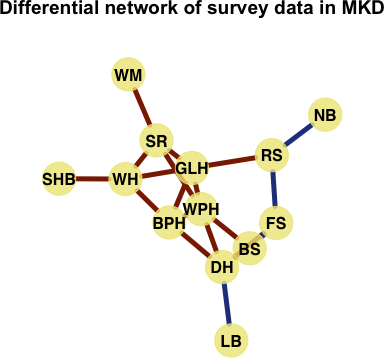 Differential network of survey data in MKD
WM
NB
SR
RS
GLH
SHB
WH
WPH
BPH
FS
BS
DH
LB